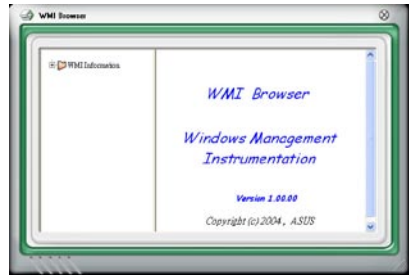 WMI Browser
WMI Information
WMI Browser
Windows Management
Instrumentation
Version 1.00.00
Copyright (c) 2004, ASUS